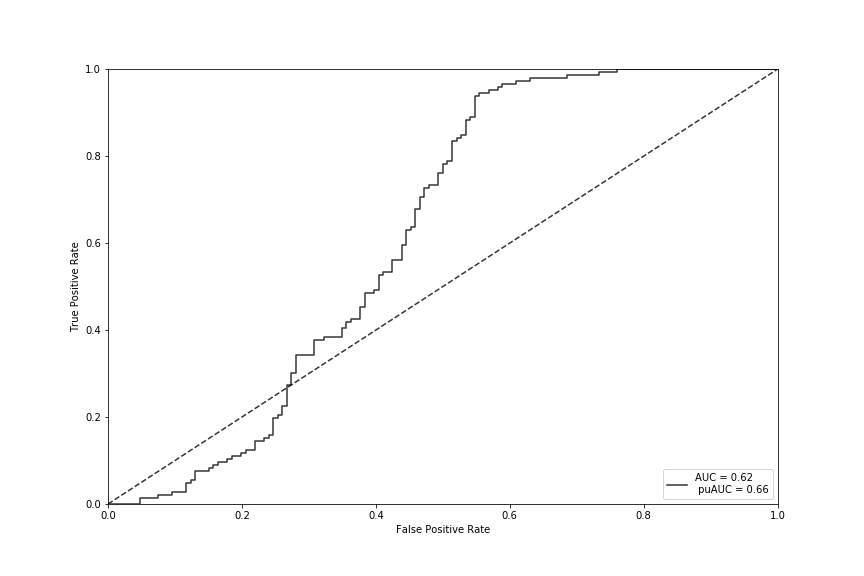 1.0
0.8
0.6
0.4
0.2
0.0
True Positive Rate
0.0 0.2 0.4 0.6 0.8 1.0
False Positive Rate
AUC = 0.62
puAUC = 0.66